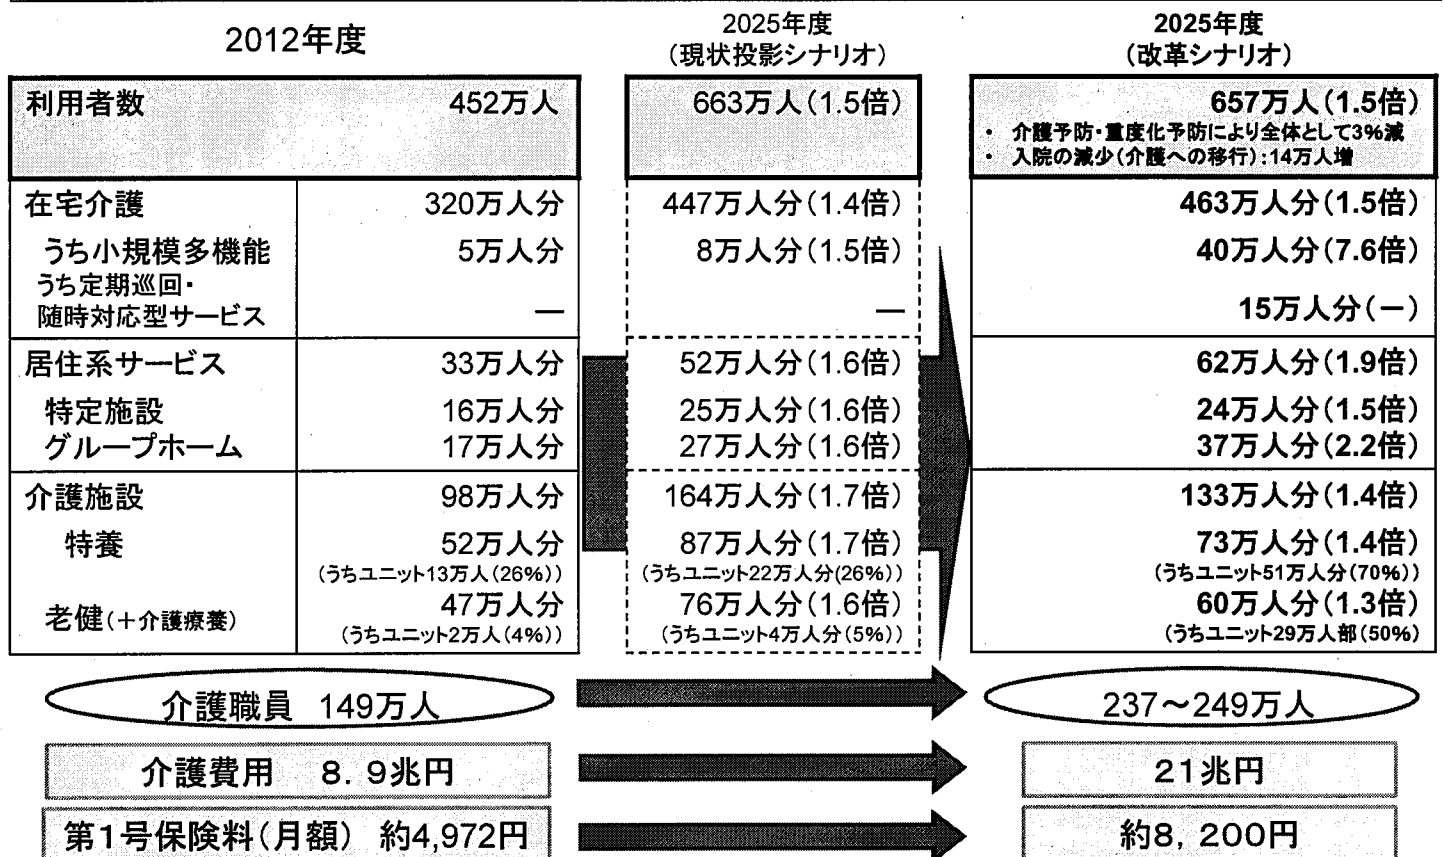 2012年度
2025年度
(現状投影シナリオ)
2025年度
(改革シナリオ)
利用者数 452万人 663万人(1.5倍) 657万人(1.5倍)
・ 介護予防・重度化予防により全体として3%減
・ 入院の減少(介護への移行):14万人増
在宅介護 320万人分 447万人分(1.4倍) 463万人分(1.5倍)
うち小規模多機能 5万人分 8万人分(1.5倍) 40万人分(7.6倍)
うち定期巡回・
随時対応型サービス ― ― 15万人分(-)
居住系サービス 33万人分 52万人分(1.6倍) 62万人分(1.9倍)
特定施設 16万人分 25万人分(1.6倍) 24万人分(1.5倍)
グループホーム 17万人分 27万人分(1.6倍) 37万人分(2.2倍)
介護施設 98万人分 164万人分(1.7倍) 133万人分(1.4倍)
特養 52万人分 87万人分(1.7倍) 73万人分(1.4倍)
(うちユニット13万人(26%)) (うちユニット22万人分(26%)) (うちユニット51万人分(70%))
老健(+介護療養) 47万人分 76万人分(1.6倍) 60万人分(1.3倍)
(うちユニット2万人(4%)) (うちユニット4万人分(5%)) (うちユニット29万人部(50%)
介護職員 149万人 237~249万人
介護費用 8.9兆円 21兆円
第1号保険料(月額) 約4,972円 約8,200円